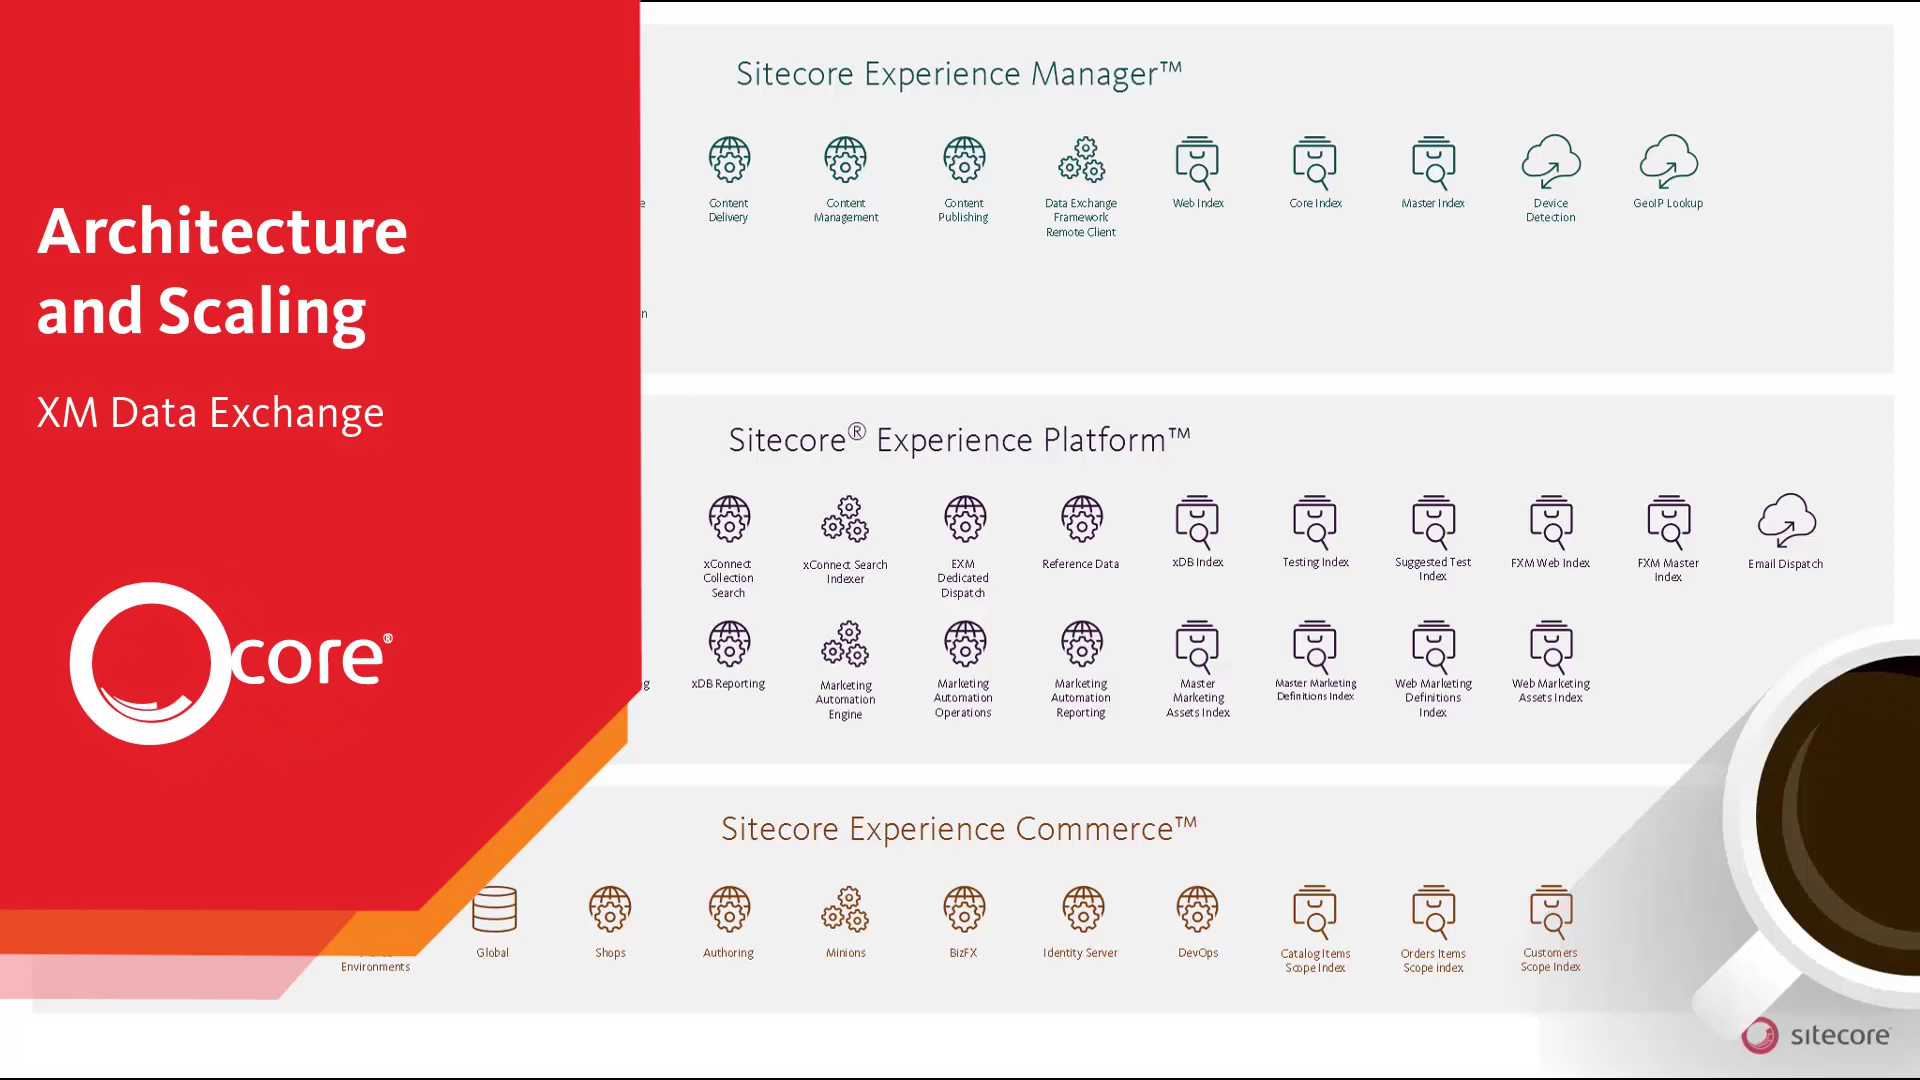 Architecture
and Scaling
XM Data Exchange
core®
Sitecore Experience Manager™
Content
Delivery
Content
Management
Content
Publishing
Data Exchange
Framework
Remote Client
Web Index
Core Index
Master Index
Device
Detection
GeoIP Lookup
Sitecore® Experience Platform™
xConnect
Collection
Search
xConnect Search
Indexer
EXM
Dedicated
Dispatch
Reference Data
xDB Index
Testing Index
Suggested Test
Index
FXM Web Index
FXM Master
Index
Email Dispatch
xDB Reporting
Marketing
Automation
Engine
Marketing
Automation
Operations
Marketing
Automation
Reporting
Master
Marketing
Assets Index
Master Marketing
Definitions Index
Web Marketing
Definitions
Index
Web Marketing
Assets Index
Sitecore Experience Commerce™
Environments
Global
Shops
Authoring
Minions
BizFX
Identity Server
DevOps
Catalog Items
Scope Index
Orders Items
Scope index
Customers
Scope Index
sitecore